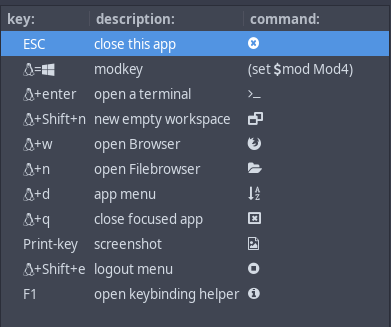 key: description: command:
ESC close this app
= modkey (set $mod Mod4)
+enter open a terminal >_
+Shift+n new empty workspace
+w open Browser
+n open Filebrowser
+d app menu
+q close focused app
Print-key screenshot
+Shift+e logout menu
F1 open keybinding helper